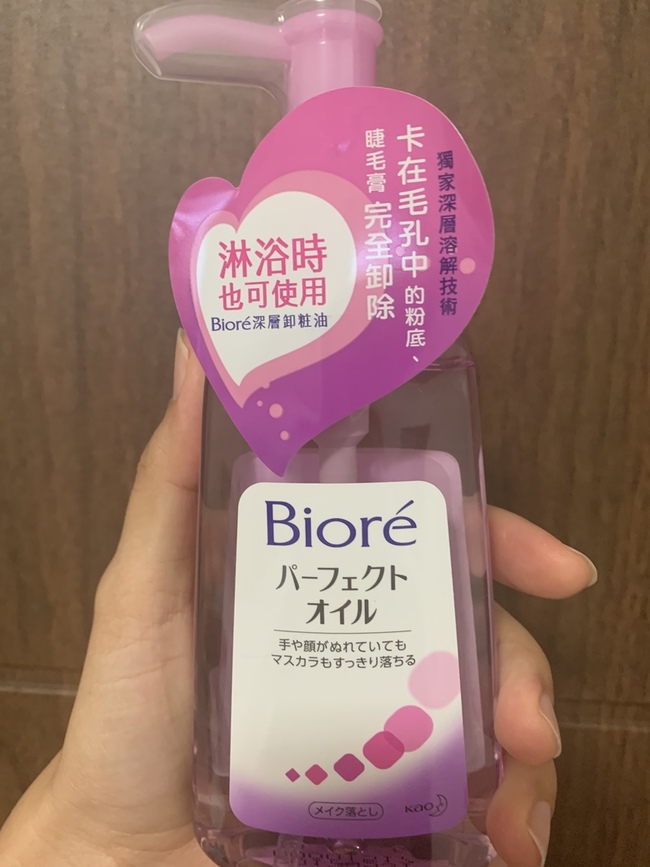 獨家深層溶解技術
卡在毛孔中的粉底、
睫毛膏完全卸除
淋浴時
也可使用
Bioré深層卸粧油
Bioré
パーフェクト
オイル
手や顔がぬれていても
マスカラもすっきり落ちる
メイク落とし
Kao